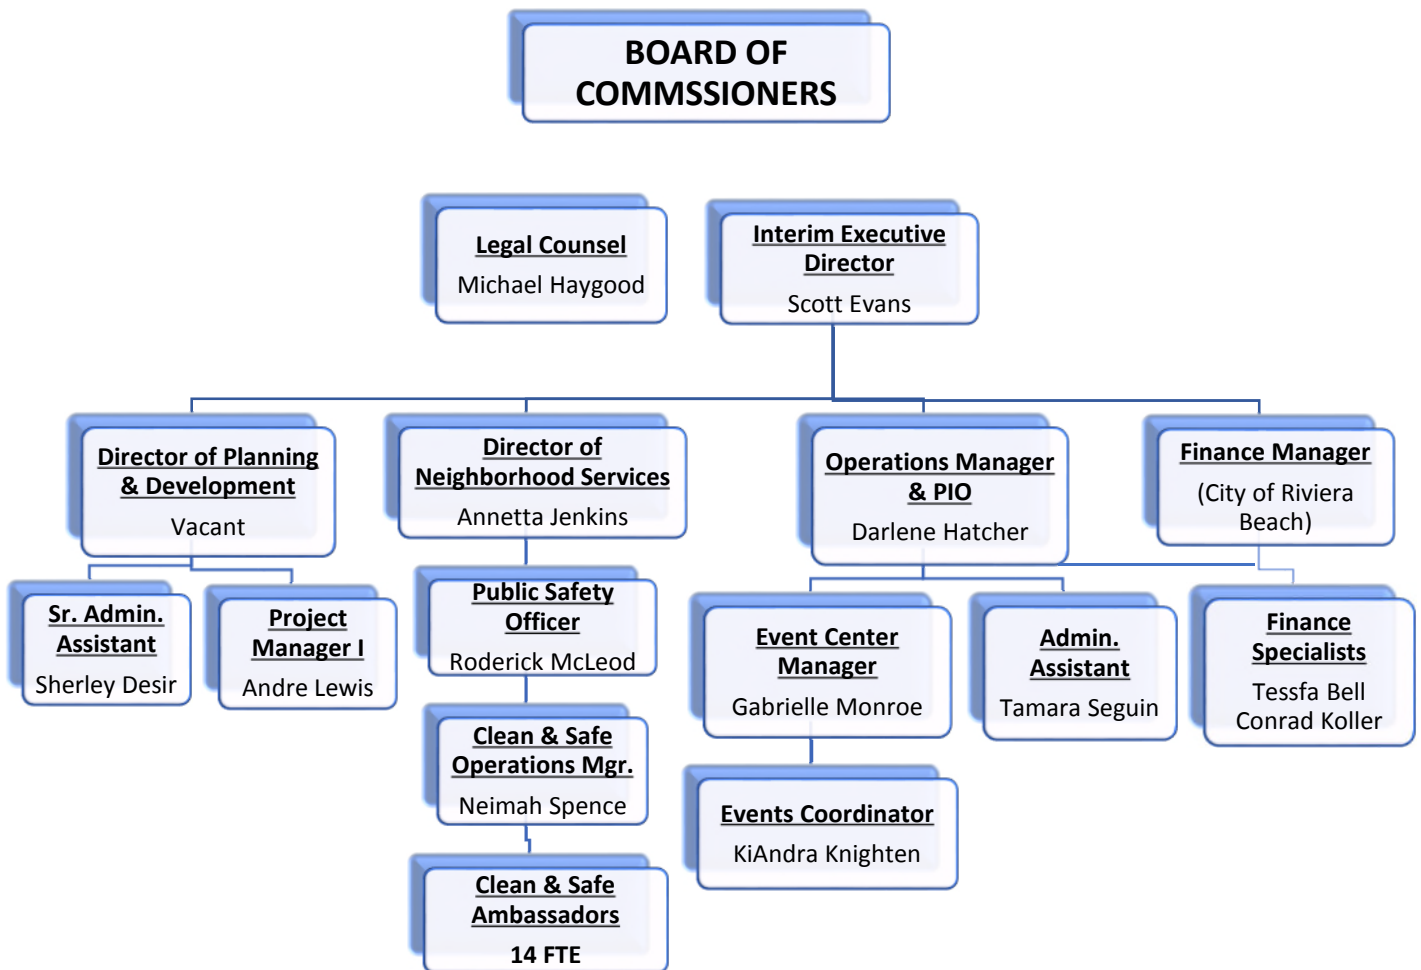 BOARD OF
COMMSSIONERS
Legal Counsel
Michael Haygood
Interim Executive
Director
Scott Evans
Director of Planning
& Development
Vacant
Director of
Neighborhood Services
Annetta Jenkins
Operations Manager
& PIO
Darlene Hatcher
Finance Manager
(City of Riviera
Beach)
Sr. Admin.
Assistant
Sherley Desir
Project
Manager I
Andre Lewis
Public Safety
Officer
Roderick McLeod
Event Center
Manager
Gabrielle Monroe
Admin.
Assistant
Tamara Seguin
Finance
Specialists
Tessfa Bell
Conrad Koller
Clean & Safe
Operations Mgr.
Neimah Spence
Events Coordinator
KiAndra Knighten
Clean & Safe
Ambassadors
14 FTE